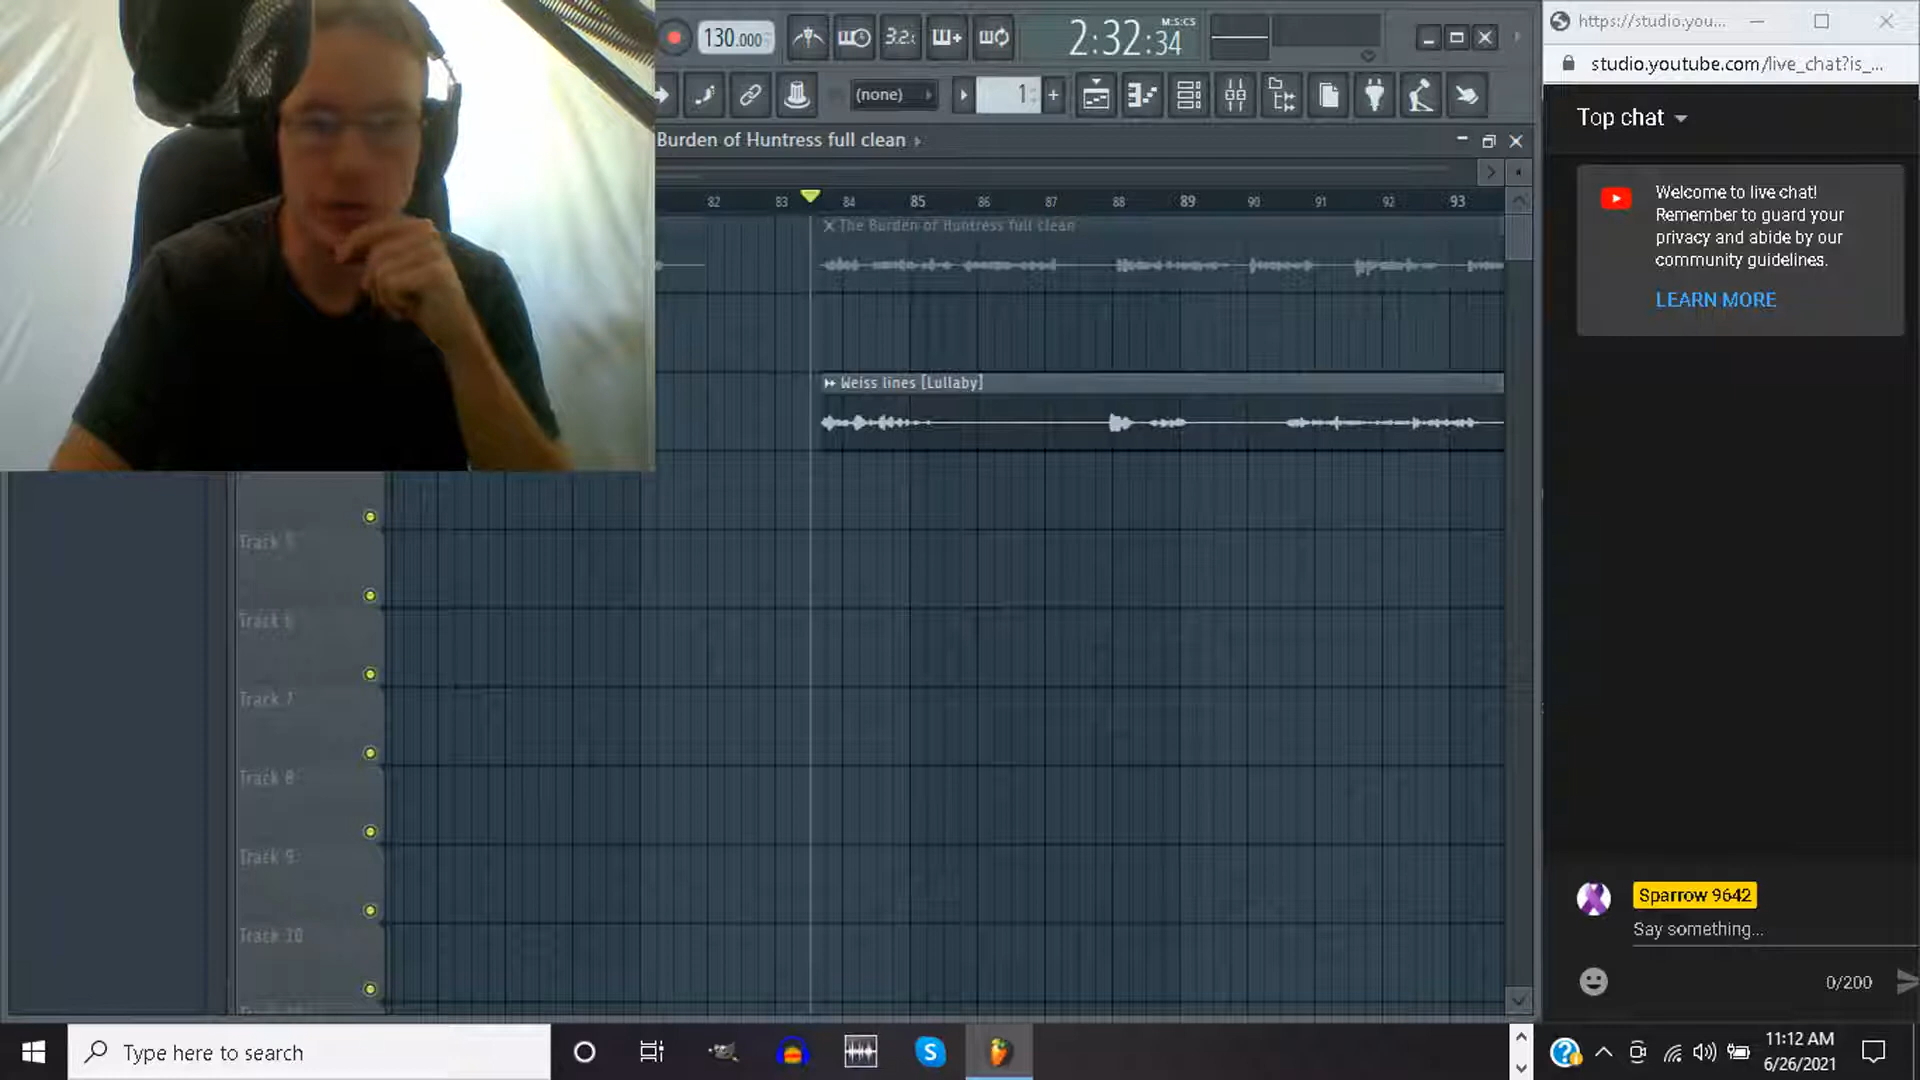 130.000
3.2:
2:32:34
M:S:CS
https://studio.you...
studio.youtube.com/live_chat?is_...
(none)
1
Top chat
Burden of Huntress full clean
82 83 84 85 86 87 88 89 90 91 92 93
The Burden of Huntress full clean
Welcome to live chat!
Remember to guard your
privacy and abide by our
community guidelines.
LEARN MORE
Weiss lines [Lullaby]
Track 5
Track 6
Track 7
Track 8
Track 9
Track 10
Sparrow 9642
Say something...
0/200
Type here to search
11:12 AM
6/26/2021